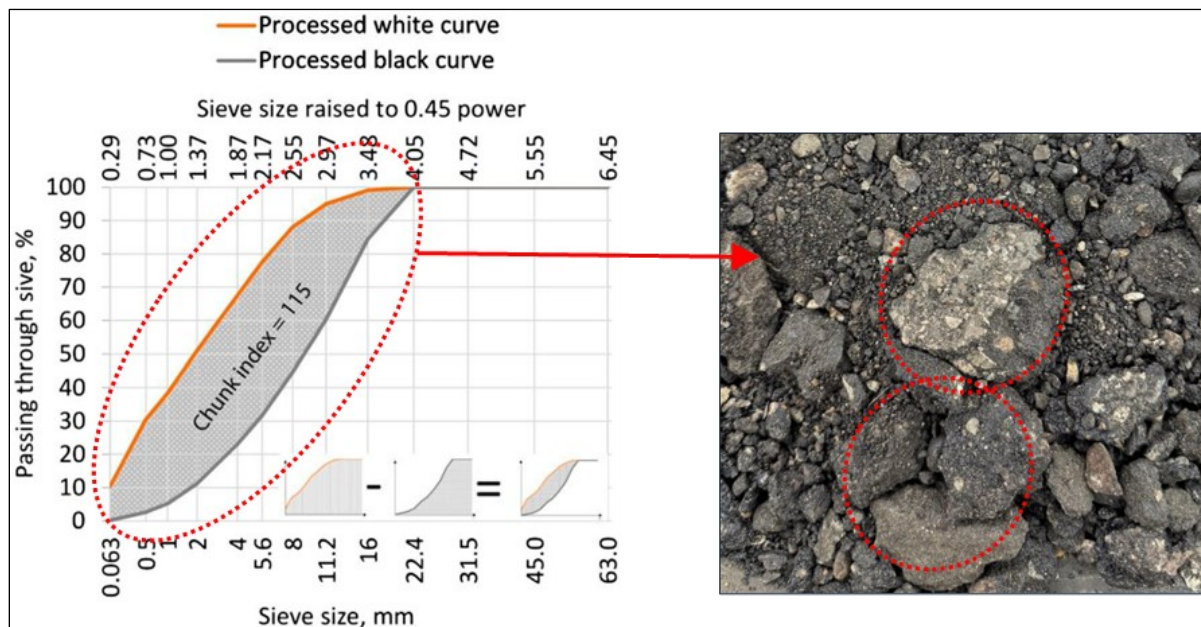 Processed white curve
Processed black curve
Sieve size raised to 0.45 power
0.29 0.73 1.00 1.37 1.87 2.17 2.55 2.97 3.48 4.05 4.72 5.55 6.45
Passing through sive, %
100
90
80
70
60
50
40
30
20
10
0
Chunk index = 115
- =
0.063 0.5 1 2 4 5.6 8 11.2 16 22.4 31.5 45.0 63.0
Sieve size, mm